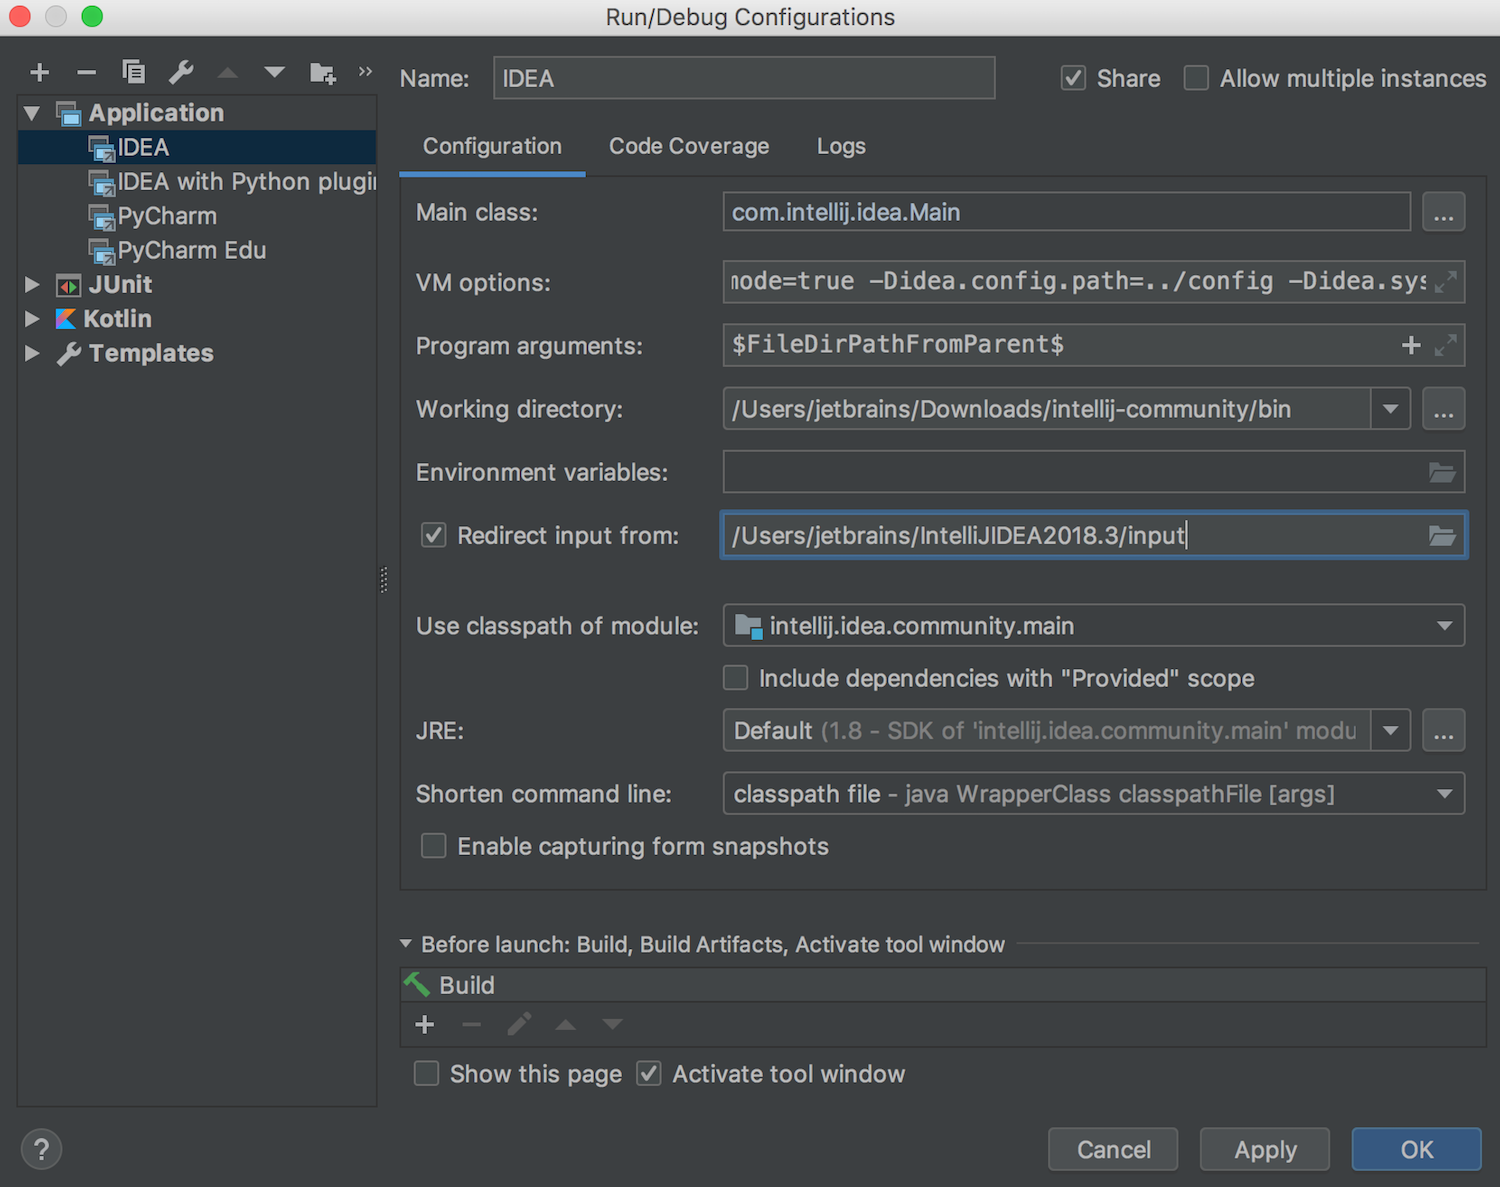 Run/Debug Configurations
Name: IDEA Share Allow multiple instances
Application
IDEA
IDEA with Python plugin
PyCharm
PyCharm Edu
JUnit
Kotlin
Templates
Configuration Code Coverage Logs
Main class: com.intellij.idea.Main ...
VM options: mode=true -Didea.config.path=../config -Didea.sys
Program arguments: $FileDirPathFromParent$
Working directory: /Users/jetbrains/Downloads/intellij-community/bin ...
Environment variables:
Redirect input from: /Users/jetbrains/IntelliJIDEA2018.3/input
Use classpath of module: intellij.idea.community.main
Include dependencies with "Provided" scope
JRE: Default (1.8 - SDK of 'intellij.idea.community.main' modu ...
Shorten command line: classpath file - java WrapperClass classpathFile [args]
Enable capturing form snapshots
Before launch: Build, Build Artifacts, Activate tool window
Build
Show this page Activate tool window
? Cancel Apply OK